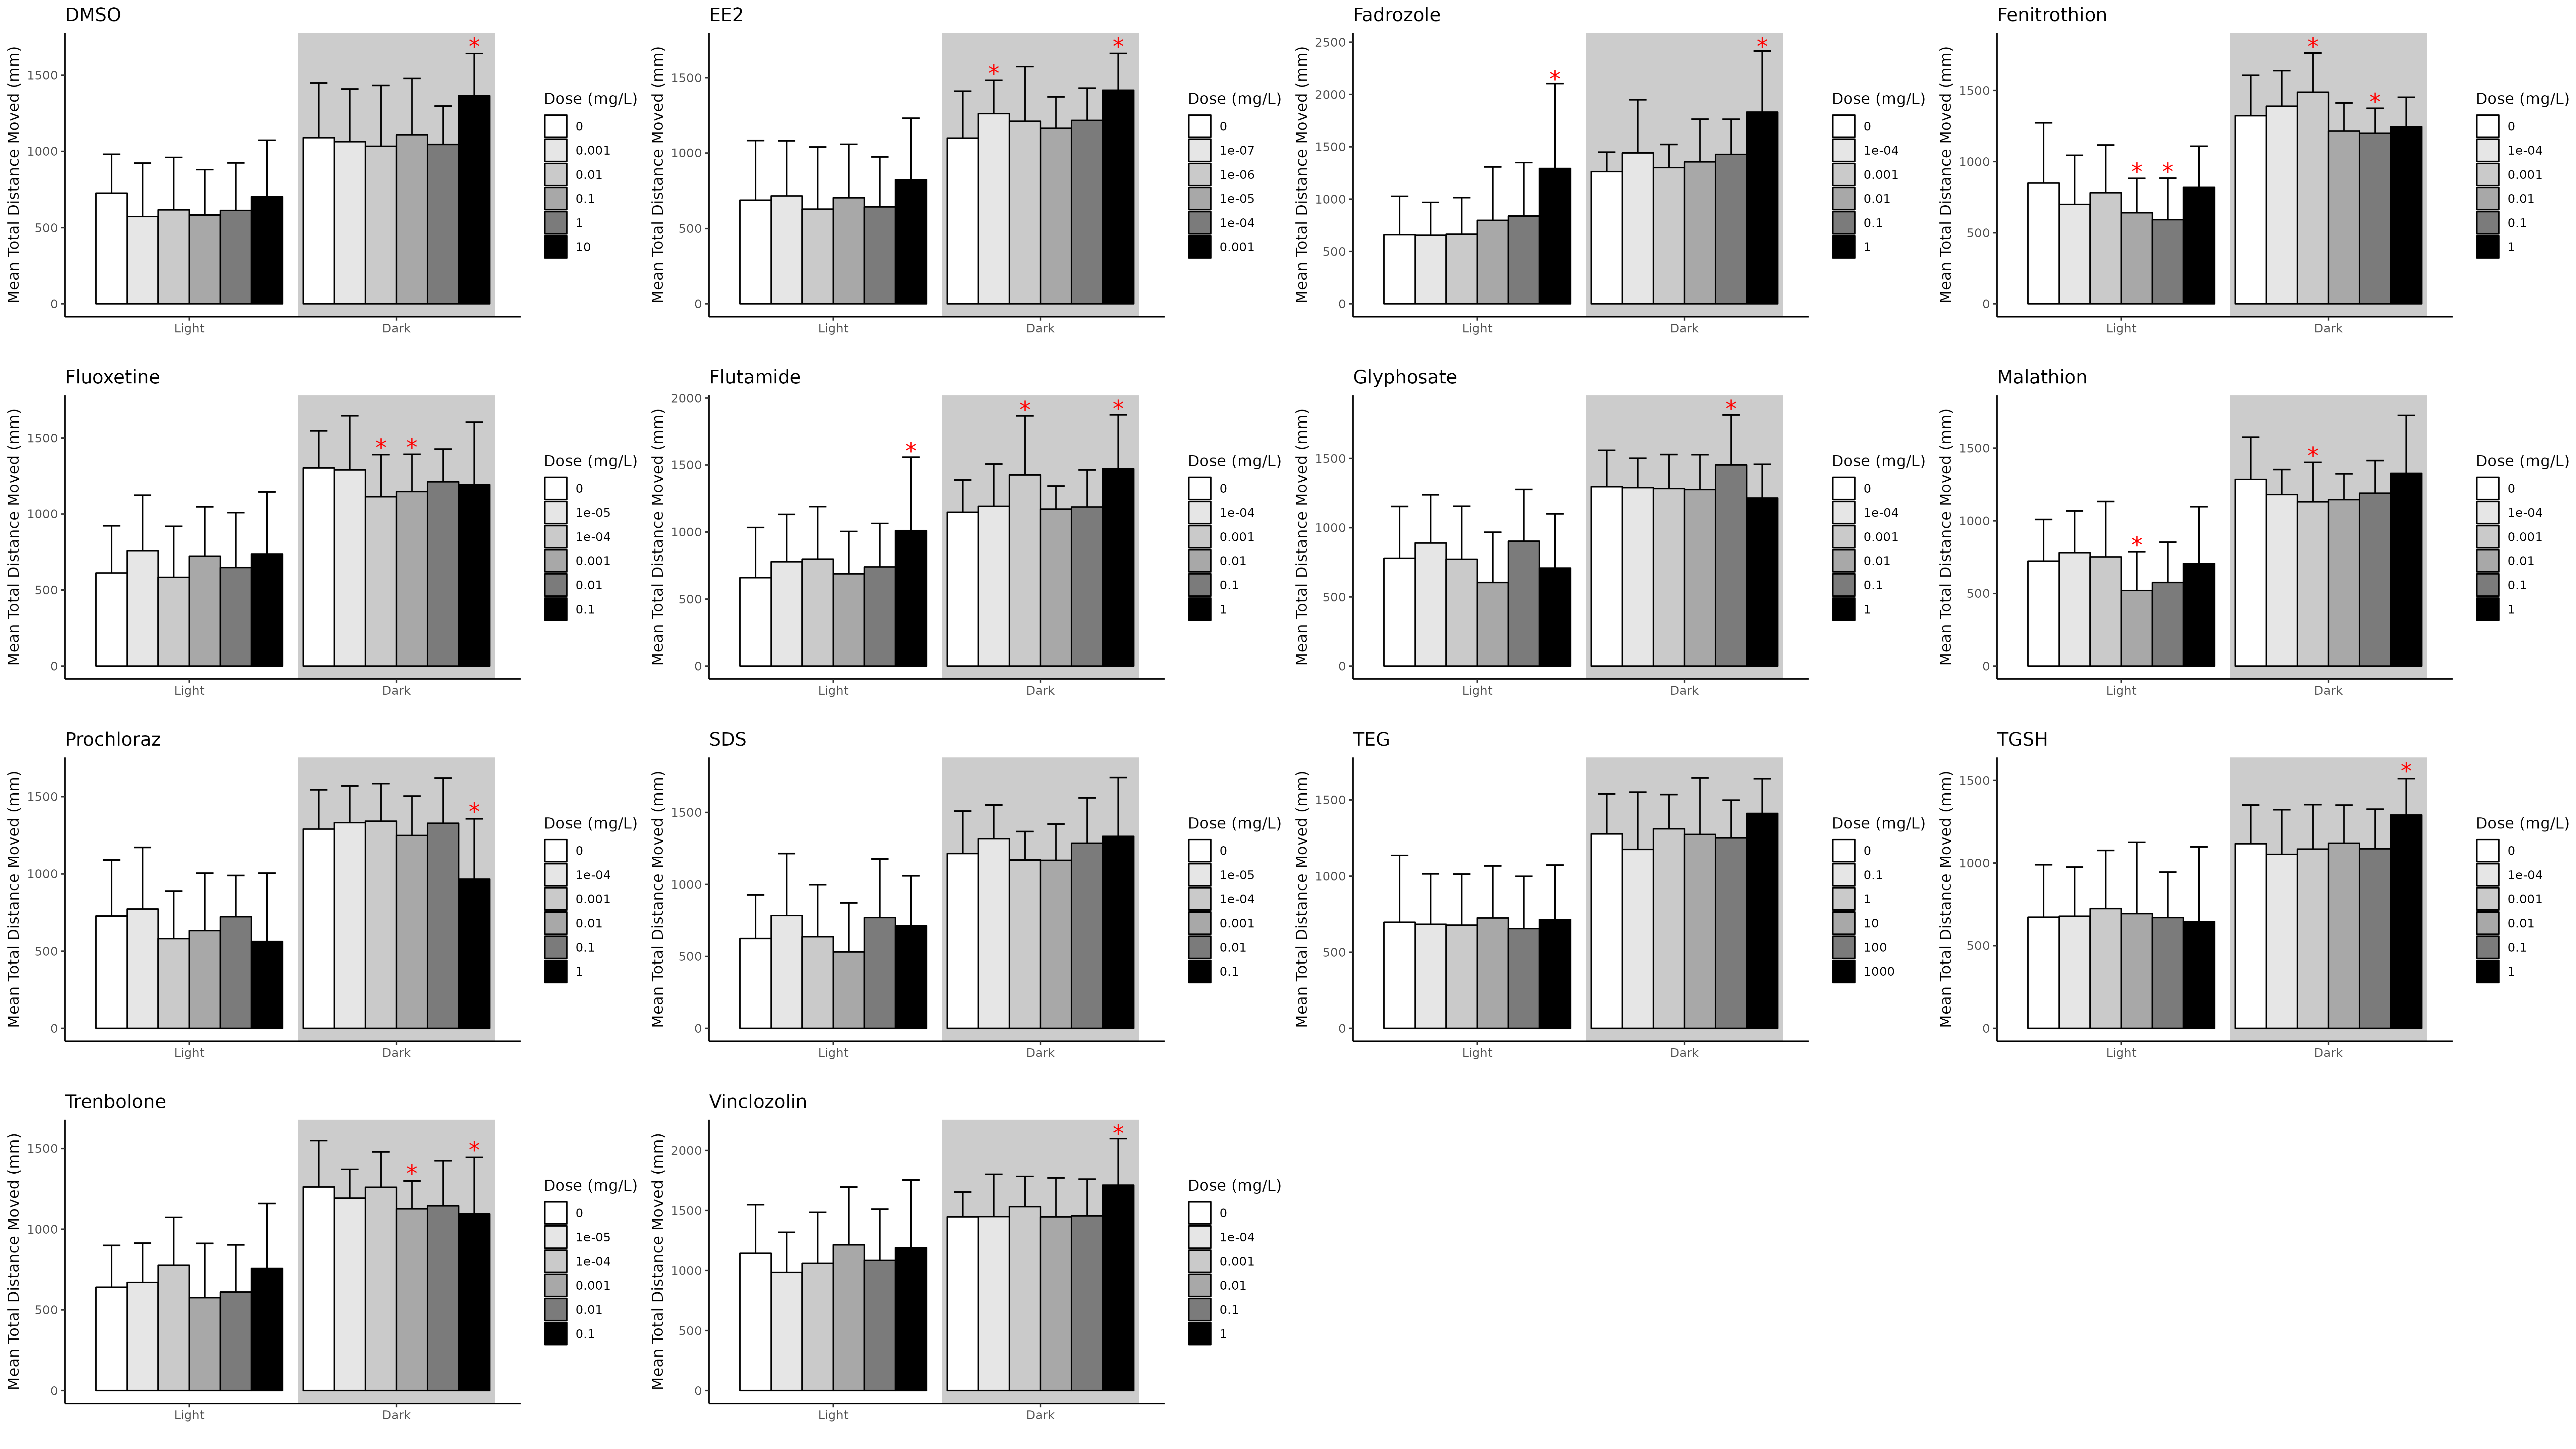 DMSO
Mean Total Distance Moved (mm)
1500
1000
500
0
*
Light
Dark
Dose (mg/L)
0
0.001
0.01
0.1
1
10
EE2
Mean Total Distance Moved (mm)
1500
1000
500
0
*
*
Light
Dark
Dose (mg/L)
0
1e-07
1e-06
1e-05
1e-04
0.001
Fadrozole
Mean Total Distance Moved (mm)
2500
2000
1500
1000
500
0
*
*
Light
Dark
Dose (mg/L)
0
1e-04
0.001
0.01
0.1
1
Fenitrothion
Mean Total Distance Moved (mm)
1500
1000
500
0
*
*
*
*
Light
Dark
Dose (mg/L)
0
1e-04
0.001
0.01
0.1
1
Fluoxetine
Mean Total Distance Moved (mm)
1500
1000
500
0
*
*
Light
Dark
Dose (mg/L)
0
1e-05
1e-04
0.001
0.01
0.1
Flutamide
Mean Total Distance Moved (mm)
2000
1500
1000
500
0
*
*
*
Light
Dark
Dose (mg/L)
0
1e-04
0.001
0.01
0.1
1
Glyphosate
Mean Total Distance Moved (mm)
1500
1000
500
0
*
Light
Dark
Dose (mg/L)
0
1e-04
0.001
0.01
0.1
1
Malathion
Mean Total Distance Moved (mm)
1500
1000
500
0
*
*
Light
Dark
Dose (mg/L)
0
1e-04
0.001
0.01
0.1
1
Prochloraz
Mean Total Distance Moved (mm)
1500
1000
500
0
*
Light
Dark
Dose (mg/L)
0
1e-04
0.001
0.01
0.1
1
SDS
Mean Total Distance Moved (mm)
1500
1000
500
0
Light
Dark
Dose (mg/L)
0
1e-05
1e-04
0.001
0.01
0.1
TEG
Mean Total Distance Moved (mm)
1500
1000
500
0
Light
Dark
Dose (mg/L)
0
0.1
1
10
100
1000
TGSH
Mean Total Distance Moved (mm)
1500
1000
500
0
*
Light
Dark
Dose (mg/L)
0
1e-04
0.001
0.01
0.1
1
Trenbolone
Mean Total Distance Moved (mm)
1500
1000
500
0
*
*
Light
Dark
Dose (mg/L)
0
1e-05
1e-04
0.001
0.01
0.1
Vinclozolin
Mean Total Distance Moved (mm)
2000
1500
1000
500
0
*
Light
Dark
Dose (mg/L)
0
1e-04
0.001
0.01
0.1
1